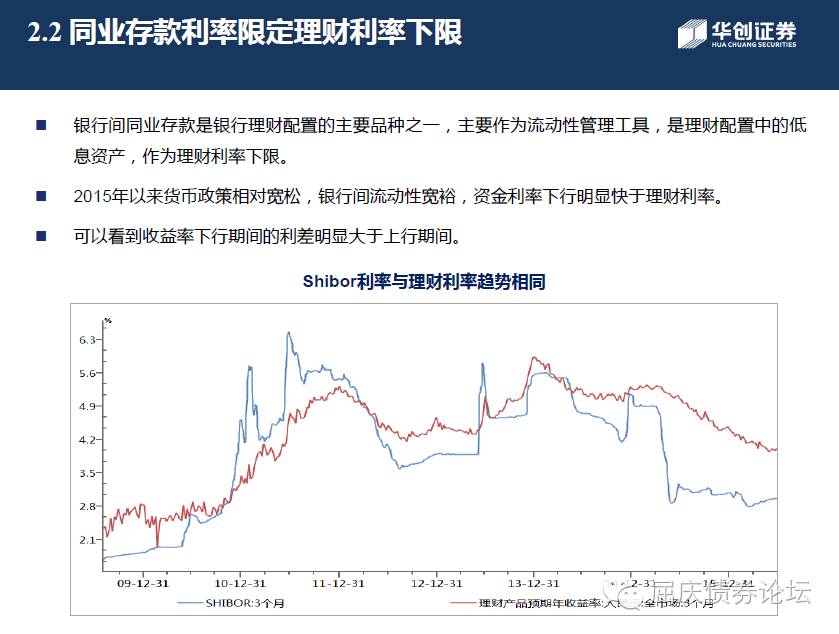 2.2 同业存款利率限定理财利率下限
华创证券
HUA CHUANG SECURITIES
■ 银行间同业存款是银行理财配置的主要品种之一，主要作为流动性管理工具，是理财配置中的低
息资产，作为理财利率下限。
■ 2015年以来货币政策相对宽松，银行间流动性宽裕，资金利率下行明显快于理财利率。
■ 可以看到收益率下行期间的利差明显大于上行期间。
Shibor利率与理财利率趋势相同
%
6.3
5.6
4.9
4.2
3.5
2.8
2.1
09-12-31 10-12-31 11-12-31 12-12-31 13-12-31 15-12-31
SHIBOR:3个月 理财产品预期年收益率:人民币:全市场:3个月
屈庆债券论坛